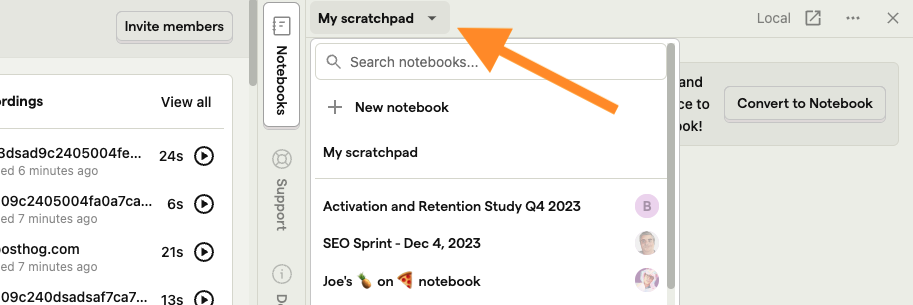 Invite members
ordings
View all
3dsad9c2405004fe...
24s
ed 6 minutes ago
09c2405004fa0a7ca...
6s
ed 7 minutes ago
oosthog.com
21s
ed 7 minutes ago
09c240dsadsaf7ca7...
13s
Notebooks
Support
My scratchpad
Local
Search notebooks...
New notebook
My scratchpad
Activation and Retention Study Q4 2023
B
SEO Sprint - Dec 4, 2023
Joe's 🍍 on 🍕 notebook
and
ce to
ook!
Convert to Notebook